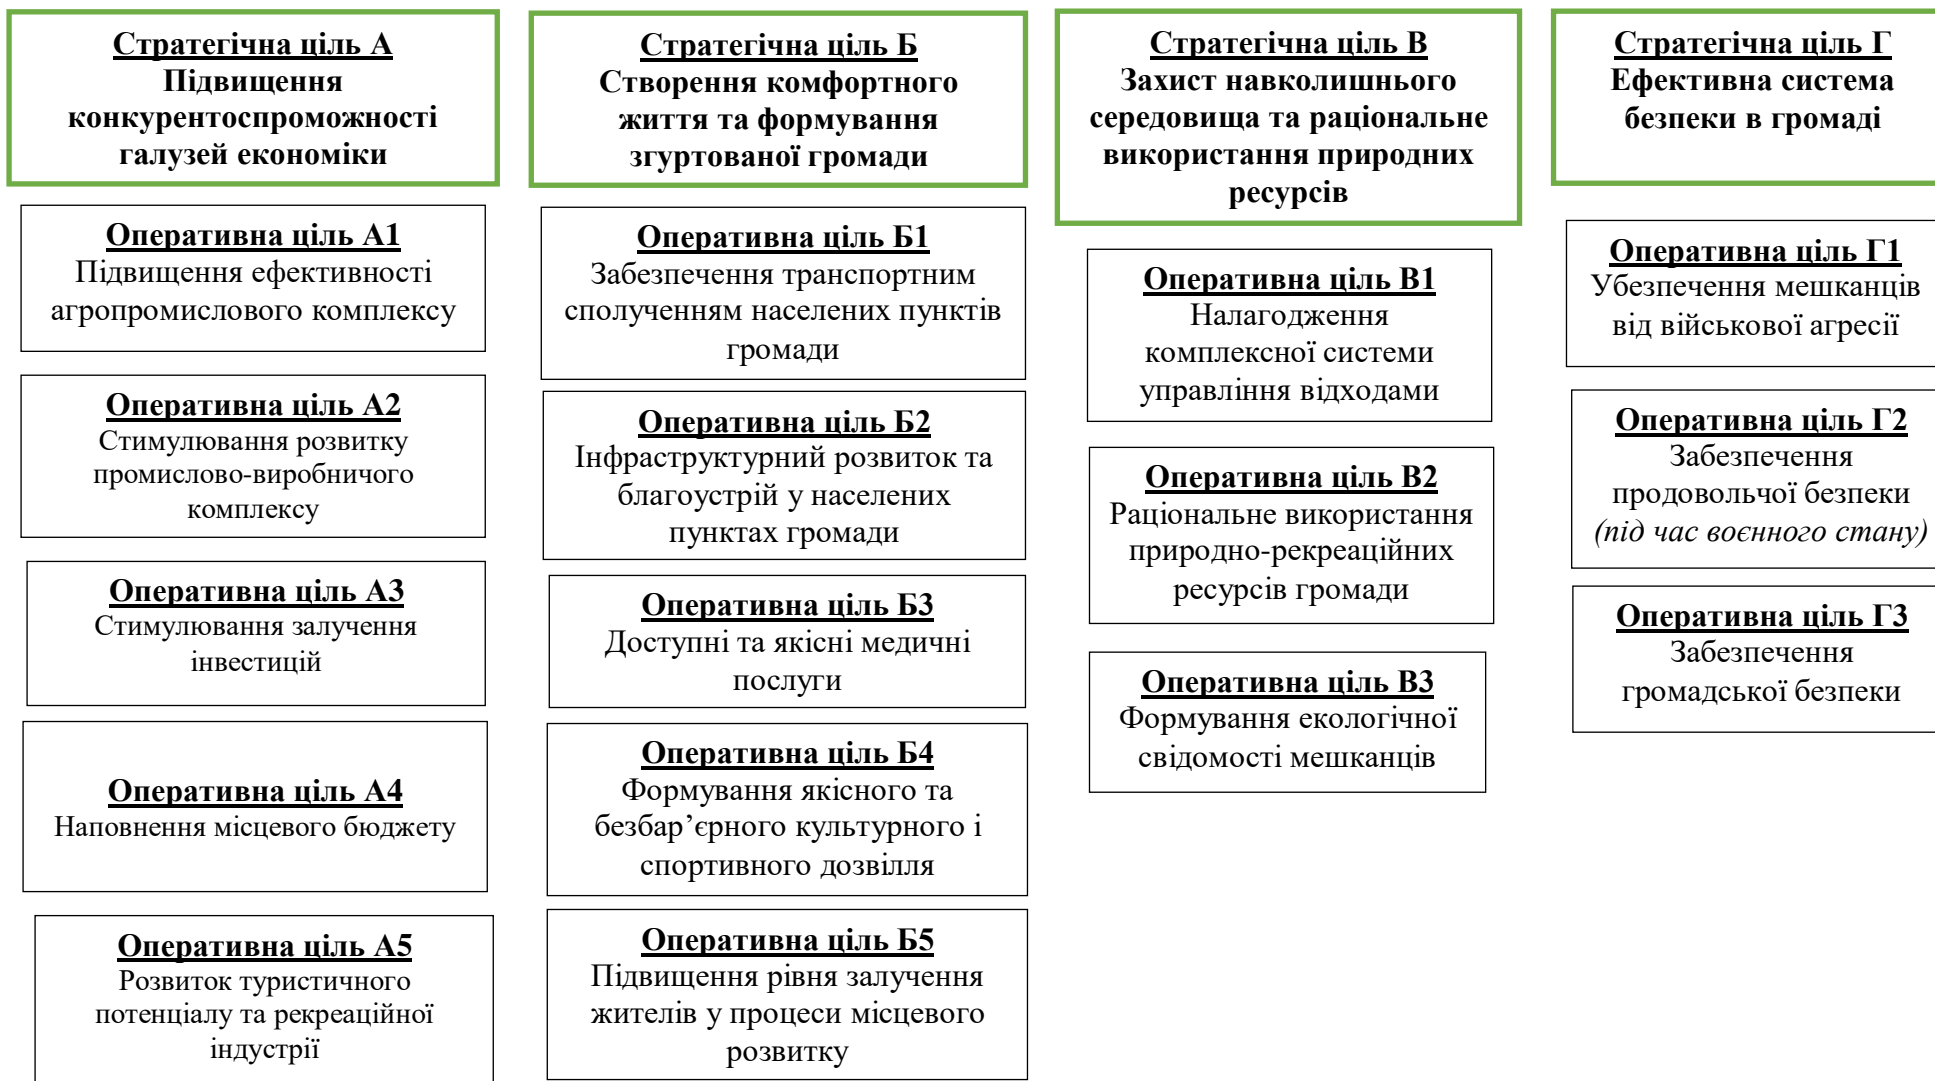 Стратегічна ціль А
Підвищення
конкурентоспроможності
галузей економіки
Оперативна ціль А1
Підвищення ефективності
агропромислового комплексу
Оперативна ціль А2
Стимулювання розвитку
промислово-виробничого
комплексу
Оперативна ціль А3
Стимулювання залучення
інвестицій
Оперативна ціль А4
Наповнення місцевого бюджету
Оперативна ціль А5
Розвиток туристичного
потенціалу та рекреаційної
індустрії
Стратегічна ціль Б
Створення комфортного
життя та формування
згуртованої громади
Оперативна ціль Б1
Забезпечення транспортним
сполученням населених пунктів
громади
Оперативна ціль Б2
Інфраструктурний розвиток та
благоустрій у населених
пунктах громади
Оперативна ціль Б3
Доступні та якісні медичні
послуги
Оперативна ціль Б4
Формування якісного та
безбар’єрного культурного і
спортивного дозвілля
Оперативна ціль Б5
Підвищення рівня залучення
жителів у процеси місцевого
розвитку
Стратегічна ціль В
Захист навколишнього
середовища та раціональне
використання природних
ресурсів
Оперативна ціль В1
Налагодження
комплексної системи
управління відходами
Оперативна ціль В2
Раціональне використання
природно-рекреаційних
ресурсів громади
Оперативна ціль В3
Формування екологічної
свідомості мешканців
Стратегічна ціль Г
Ефективна система
безпеки в громаді
Оперативна ціль Г1
Убезпечення мешканців
від військової агресії
Оперативна ціль Г2
Забезпечення
продовольчої безпеки
(під час воєнного стану)
Оперативна ціль Г3
Забезпечення
громадської безпеки